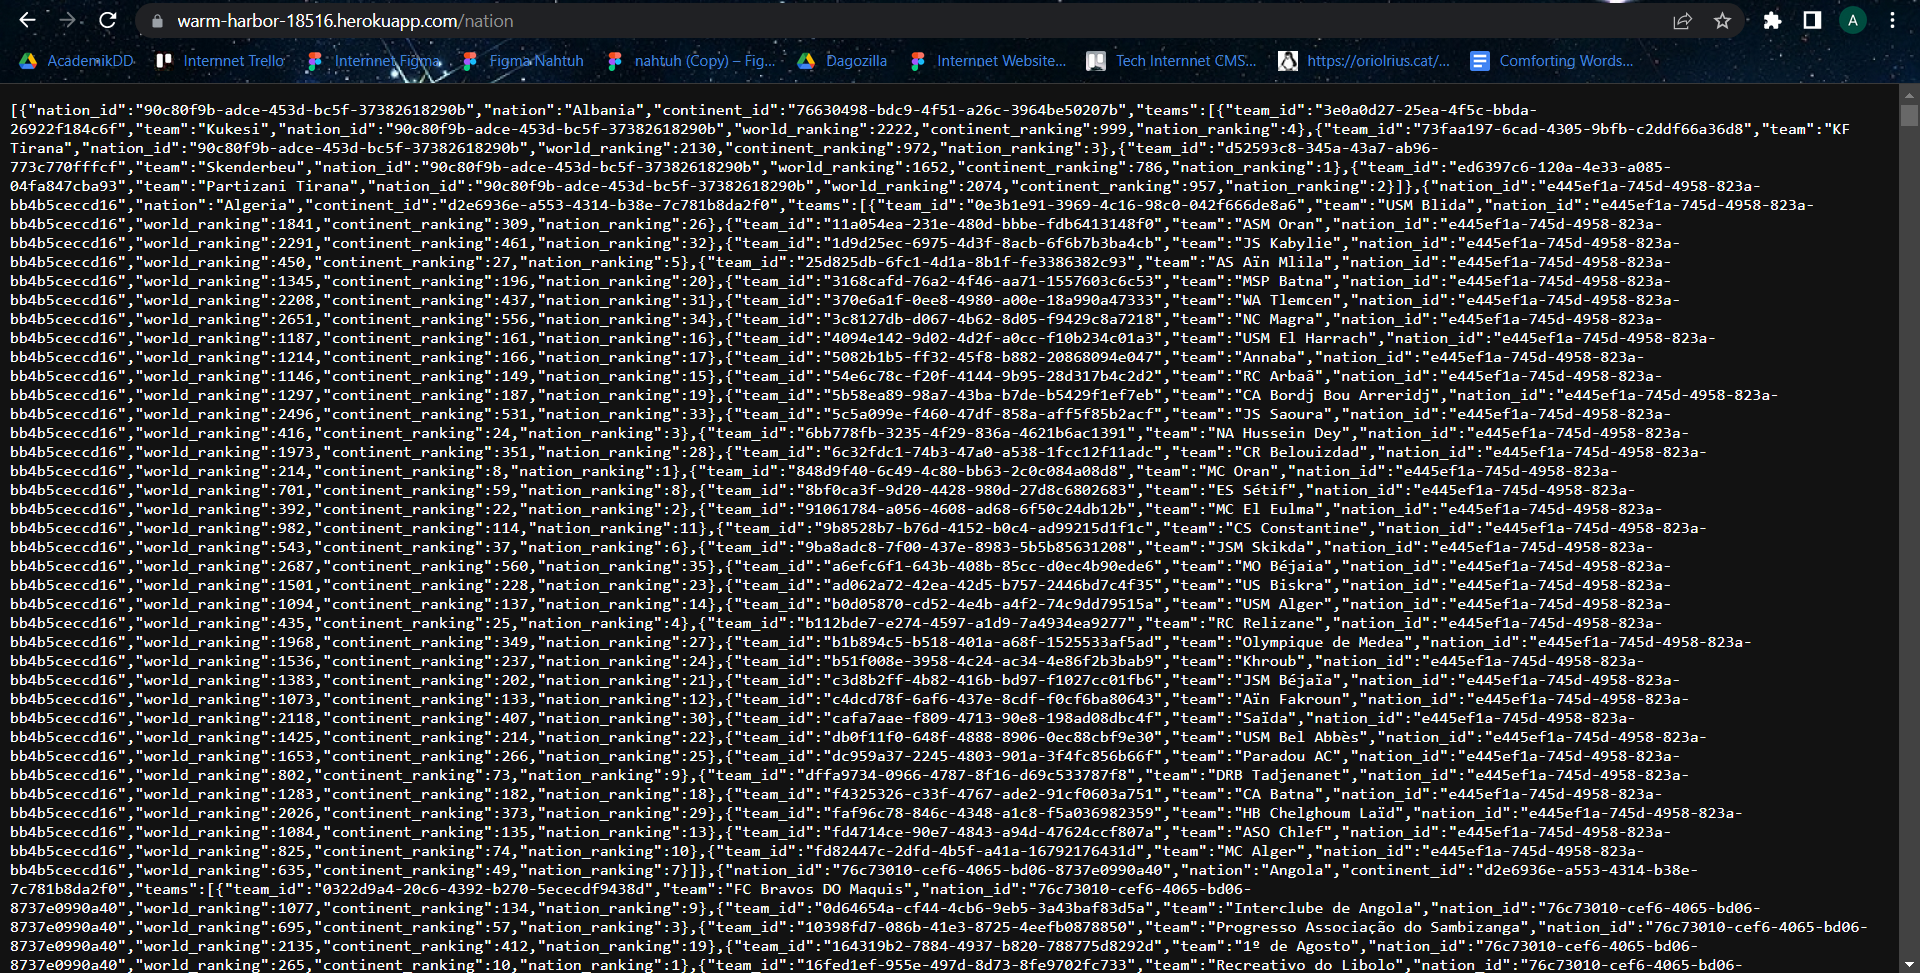 warm-harbor-18516.herokuapp.com/nation
A
AcademikDD Internnet Trello Internnet Figma Figma Nahtuh nahtuh (Copy) – Fig... Dagozilla Internnet Website... Tech Internnet CMS... https://oriolrius.cat/... Comforting Words...
[{"nation_id":"90c80f9b-adce-453d-bc5f-37382618290b","nation":"Albania","continent_id":"76630498-bdc9-4f51-a26c-3964be50207b","teams":[{"team_id":"3e0a0d27-25ea-4f5c-bbda-
26922f184c6f","team":"Kukesi","nation_id":"90c80f9b-adce-453d-bc5f-37382618290b","world_ranking":2222,"continent_ranking":999,"nation_ranking":4},{"team_id":"73faa197-6cad-4305-9bfb-c2ddf66a36d8","team":"KF
Tirana","nation_id":"90c80f9b-adce-453d-bc5f-37382618290b","world_ranking":2130,"continent_ranking":972,"nation_ranking":3},{"team_id":"d52593c8-345a-43a7-ab96-
773c770fffcf","team":"Skenderbeu","nation_id":"90c80f9b-adce-453d-bc5f-37382618290b","world_ranking":1652,"continent_ranking":786,"nation_ranking":1},{"team_id":"ed6397c6-120a-4e33-a085-
04fa847cba93","team":"Partizani Tirana","nation_id":"90c80f9b-adce-453d-bc5f-37382618290b","world_ranking":2074,"continent_ranking":957,"nation_ranking":2}]},{"nation_id":"e445ef1a-745d-4958-823a-
bb4b5ceccd16","nation":"Algeria","continent_id":"d2e6936e-a553-4314-b38e-7c781b8da2f0","teams":[{"team_id":"0e3b1e91-3969-4c16-98c0-042f666de8a6","team":"USM Blida","nation_id":"e445ef1a-745d-4958-823a-
bb4b5ceccd16","world_ranking":1841,"continent_ranking":309,"nation_ranking":26},{"team_id":"11a054ea-231e-480d-bbbe-fdb6413148f0","team":"ASM Oran","nation_id":"e445ef1a-745d-4958-823a-
bb4b5ceccd16","world_ranking":2291,"continent_ranking":461,"nation_ranking":32},{"team_id":"1d9d25ec-6975-4d3f-8acb-6f6b7b3ba4cb","team":"JS Kabylie","nation_id":"e445ef1a-745d-4958-823a-
bb4b5ceccd16","world_ranking":450,"continent_ranking":27,"nation_ranking":5},{"team_id":"25d825db-6fc1-4d1a-8b1f-fe3386382c93","team":"AS Aïn Mlila","nation_id":"e445ef1a-745d-4958-823a-
bb4b5ceccd16","world_ranking":1345,"continent_ranking":196,"nation_ranking":20},{"team_id":"3168cafd-76a2-4f46-aa71-1557603c6c53","team":"MSP Batna","nation_id":"e445ef1a-745d-4958-823a-
bb4b5ceccd16","world_ranking":2208,"continent_ranking":437,"nation_ranking":31},{"team_id":"370e6a1f-0ee8-4980-a00e-18a990a47333","team":"WA Tlemcen","nation_id":"e445ef1a-745d-4958-823a-
bb4b5ceccd16","world_ranking":2651,"continent_ranking":556,"nation_ranking":34},{"team_id":"3c8127db-d067-4b62-8d05-f9429c8a7218","team":"NC Magra","nation_id":"e445ef1a-745d-4958-823a-
bb4b5ceccd16","world_ranking":1187,"continent_ranking":161,"nation_ranking":16},{"team_id":"4094e142-9d02-4d2f-a0cc-f10b234c01a3","team":"USM El Harrach","nation_id":"e445ef1a-745d-4958-823a-
bb4b5ceccd16","world_ranking":1214,"continent_ranking":166,"nation_ranking":17},{"team_id":"5082b1b5-ff32-45f8-b882-20868094e047","team":"Annaba","nation_id":"e445ef1a-745d-4958-823a-
bb4b5ceccd16","world_ranking":1146,"continent_ranking":149,"nation_ranking":15},{"team_id":"54e6c78c-f20f-4144-9b95-28d317b4c2d2","team":"RC Arbaâ","nation_id":"e445ef1a-745d-4958-823a-
bb4b5ceccd16","world_ranking":1297,"continent_ranking":187,"nation_ranking":19},{"team_id":"5b58ea89-98a7-43ba-b7de-b5429f1ef7eb","team":"CA Bordj Bou Arreridj","nation_id":"e445ef1a-745d-4958-823a-
bb4b5ceccd16","world_ranking":2496,"continent_ranking":531,"nation_ranking":33},{"team_id":"5c5a099e-f460-47df-858a-aff5f85b2acf","team":"JS Saoura","nation_id":"e445ef1a-745d-4958-823a-
bb4b5ceccd16","world_ranking":416,"continent_ranking":24,"nation_ranking":3},{"team_id":"6bb778fb-3235-4f29-836a-4621b6ac1391","team":"NA Hussein Dey","nation_id":"e445ef1a-745d-4958-823a-
bb4b5ceccd16","world_ranking":1973,"continent_ranking":351,"nation_ranking":28},{"team_id":"6c32fdc1-74b3-47a0-a538-1fcc12f11adc","team":"CR Belouizdad","nation_id":"e445ef1a-745d-4958-823a-
bb4b5ceccd16","world_ranking":214,"continent_ranking":8,"nation_ranking":1},{"team_id":"848d9f40-6c49-4c80-bb63-2c0c084a08d8","team":"MC Oran","nation_id":"e445ef1a-745d-4958-823a-
bb4b5ceccd16","world_ranking":701,"continent_ranking":59,"nation_ranking":8},{"team_id":"8bf0ca3f-9d20-4428-980d-27d8c6802683","team":"ES Sétif","nation_id":"e445ef1a-745d-4958-823a-
bb4b5ceccd16","world_ranking":392,"continent_ranking":22,"nation_ranking":2},{"team_id":"91061784-a056-4608-ad68-6f50c24db12b","team":"MC El Eulma","nation_id":"e445ef1a-745d-4958-823a-
bb4b5ceccd16","world_ranking":982,"continent_ranking":114,"nation_ranking":11},{"team_id":"9b8528b7-b76d-4152-b0c4-ad99215d1f1c","team":"CS Constantine","nation_id":"e445ef1a-745d-4958-823a-
bb4b5ceccd16","world_ranking":543,"continent_ranking":37,"nation_ranking":6},{"team_id":"9ba8adc8-7f00-437e-8983-5b5b85631208","team":"JSM Skikda","nation_id":"e445ef1a-745d-4958-823a-
bb4b5ceccd16","world_ranking":2687,"continent_ranking":560,"nation_ranking":35},{"team_id":"a6efc6f1-643b-408b-85cc-d0ec4b90ede6","team":"MO Béjaia","nation_id":"e445ef1a-745d-4958-823a-
bb4b5ceccd16","world_ranking":1501,"continent_ranking":228,"nation_ranking":23},{"team_id":"ad062a72-42ea-42d5-b757-2446bd7c4f35","team":"US Biskra","nation_id":"e445ef1a-745d-4958-823a-
bb4b5ceccd16","world_ranking":1094,"continent_ranking":137,"nation_ranking":14},{"team_id":"b0d05870-cd52-4e4b-a4f2-74c9dd79515a","team":"USM Alger","nation_id":"e445ef1a-745d-4958-823a-
bb4b5ceccd16","world_ranking":435,"continent_ranking":25,"nation_ranking":4},{"team_id":"b112bde7-e274-4597-a1d9-7a4934ea9277","team":"RC Relizane","nation_id":"e445ef1a-745d-4958-823a-
bb4b5ceccd16","world_ranking":1968,"continent_ranking":349,"nation_ranking":27},{"team_id":"b1b894c5-b518-401a-a68f-1525533af5ad","team":"Olympique de Medea","nation_id":"e445ef1a-745d-4958-823a-
bb4b5ceccd16","world_ranking":1536,"continent_ranking":237,"nation_ranking":24},{"team_id":"b51f008e-3958-4c24-ac34-4e86f2b3bab9","team":"Khroub","nation_id":"e445ef1a-745d-4958-823a-
bb4b5ceccd16","world_ranking":1383,"continent_ranking":202,"nation_ranking":21},{"team_id":"c3d8b2ff-4b82-416b-bd97-f1027cc01fb6","team":"JSM Béjaïa","nation_id":"e445ef1a-745d-4958-823a-
bb4b5ceccd16","world_ranking":1073,"continent_ranking":133,"nation_ranking":12},{"team_id":"c4dcd78f-6af6-437e-8cdf-f0cf6ba80643","team":"Aïn Fakroun","nation_id":"e445ef1a-745d-4958-823a-
bb4b5ceccd16","world_ranking":2118,"continent_ranking":407,"nation_ranking":30},{"team_id":"cafa7aae-f809-4713-90e8-198ad08dbc4f","team":"Saïda","nation_id":"e445ef1a-745d-4958-823a-
bb4b5ceccd16","world_ranking":1425,"continent_ranking":214,"nation_ranking":22},{"team_id":"db0f11f0-648f-4888-8906-0ec88cbf9e30","team":"USM Bel Abbès","nation_id":"e445ef1a-745d-4958-823a-
bb4b5ceccd16","world_ranking":1653,"continent_ranking":266,"nation_ranking":25},{"team_id":"dc959a37-2245-4803-901a-3f4fc856b66f","team":"Paradou AC","nation_id":"e445ef1a-745d-4958-823a-
bb4b5ceccd16","world_ranking":802,"continent_ranking":73,"nation_ranking":9},{"team_id":"dffa9734-0966-4787-8f16-d69c533787f8","team":"DRB Tadjenanet","nation_id":"e445ef1a-745d-4958-823a-
bb4b5ceccd16","world_ranking":1283,"continent_ranking":182,"nation_ranking":18},{"team_id":"f4325326-c33f-4767-ade2-91cf0603a751","team":"CA Batna","nation_id":"e445ef1a-745d-4958-823a-
bb4b5ceccd16","world_ranking":2026,"continent_ranking":373,"nation_ranking":29},{"team_id":"faf96c78-846c-4348-a1c8-f5a036982359","team":"HB Chelghoum Laïd","nation_id":"e445ef1a-745d-4958-823a-
bb4b5ceccd16","world_ranking":1084,"continent_ranking":135,"nation_ranking":13},{"team_id":"fd4714ce-90e7-4843-a94d-47624ccf807a","team":"ASO Chlef","nation_id":"e445ef1a-745d-4958-823a-
bb4b5ceccd16","world_ranking":825,"continent_ranking":74,"nation_ranking":10},{"team_id":"fd82447c-2dfd-4b5f-a41a-16792176431d","team":"MC Alger","nation_id":"e445ef1a-745d-4958-823a-
bb4b5ceccd16","world_ranking":635,"continent_ranking":49,"nation_ranking":7}]},{"nation_id":"76c73010-cef6-4065-bd06-8737e0990a40","nation":"Angola","continent_id":"d2e6936e-a553-4314-b38e-
7c781b8da2f0","teams":[{"team_id":"0322d9a4-20c6-4392-b270-5ececdf9438d","team":"FC Bravos DO Maquis","nation_id":"76c73010-cef6-4065-bd06-
8737e0990a40","world_ranking":1077,"continent_ranking":134,"nation_ranking":9},{"team_id":"0d64654a-cf44-4cb6-9eb5-3a43baf83d5a","team":"Interclube de Angola","nation_id":"76c73010-cef6-4065-bd06-
8737e0990a40","world_ranking":695,"continent_ranking":57,"nation_ranking":3},{"team_id":"10398fd7-086b-41e3-8725-4eefb0878850","team":"Progresso Associação do Sambizanga","nation_id":"76c73010-cef6-4065-bd06-
8737e0990a40","world_ranking":2135,"continent_ranking":412,"nation_ranking":19},{"team_id":"164319b2-7884-4937-b820-788775d8292d","team":"1º de Agosto","nation_id":"76c73010-cef6-4065-bd06-
8737e0990a40","world_ranking":265,"continent_ranking":10,"nation_ranking":1},{"team_id":"16fed1ef-955e-497d-8d73-8fe9702fc733","team":"Recreativo do Libolo","nation_id":"76c73010-cef6-4065-bd06-